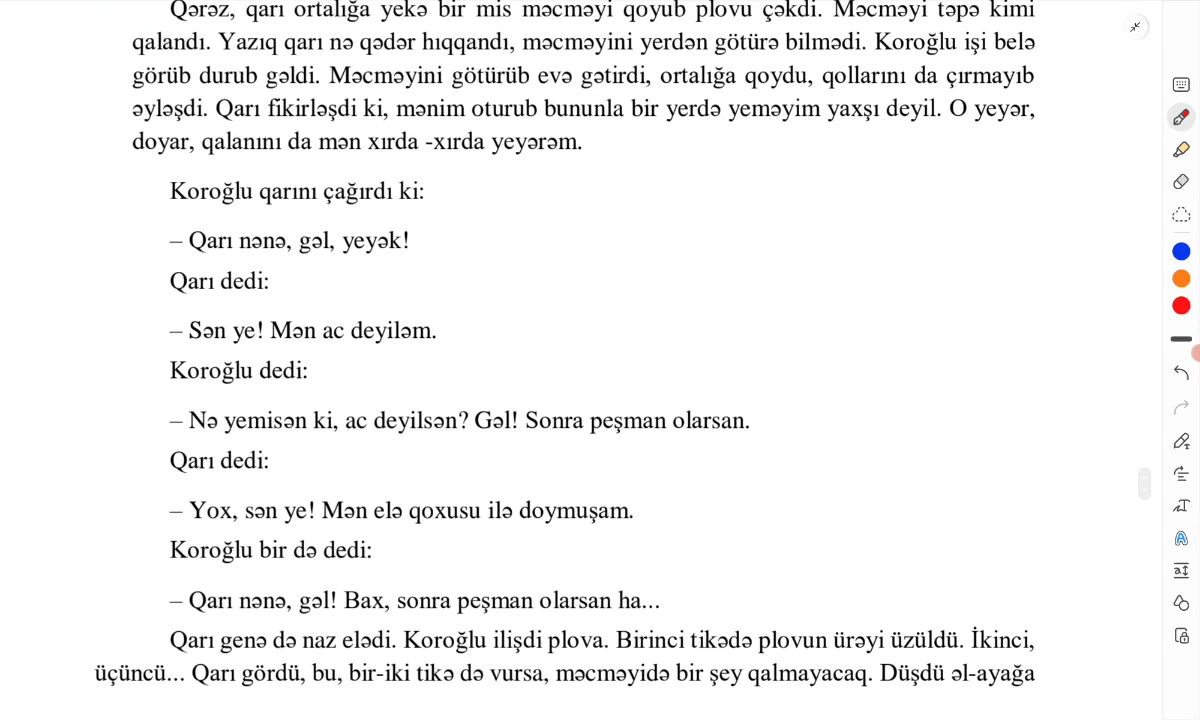 Qərəz, qarı ortalığa yekə bir mis məcməyi qoyub plovu çəkdi. Məcməyi təpə kimi
qalandı. Yazıq qarı nə qədər hıqqandı, məcməyini yerdən götürə bilmədi. Koroğlu işi belə
görüb durub gəldi. Məcməyini götürüb evə gətirdi, ortalığa qoydu, qollarını da çırmayıb
əyləşdi. Qarı fikirləşdi ki, mənim oturub bununla bir yerdə yeməyim yaxşı deyil. O yeyər,
doyar, qalanını da mən xırda -xırda yeyərəm.
Koroğlu qarını çağırdı ki:
– Qarı nənə, gəl, yeyək!
Qarı dedi:
– Sən ye! Mən ac deyiləm.
Koroğlu dedi:
– Nə yemisən ki, ac deyilsən? Gəl! Sonra peşman olarsan.
Qarı dedi:
– Yox, sən ye! Mən elə qoxusu ilə doymuşam.
Koroğlu bir də dedi:
– Qarı nənə, gəl! Bax, sonra peşman olarsan ha...
Qarı genə də naz elədi. Koroğlu ilişdi plova. Birinci tikədə plovun ürəyi üzüldü. İkinci,
üçüncü... Qarı gördü, bu, bir-iki tikə də vursa, məcməyidə bir şey qalmayacaq. Düşdü əl-ayağa